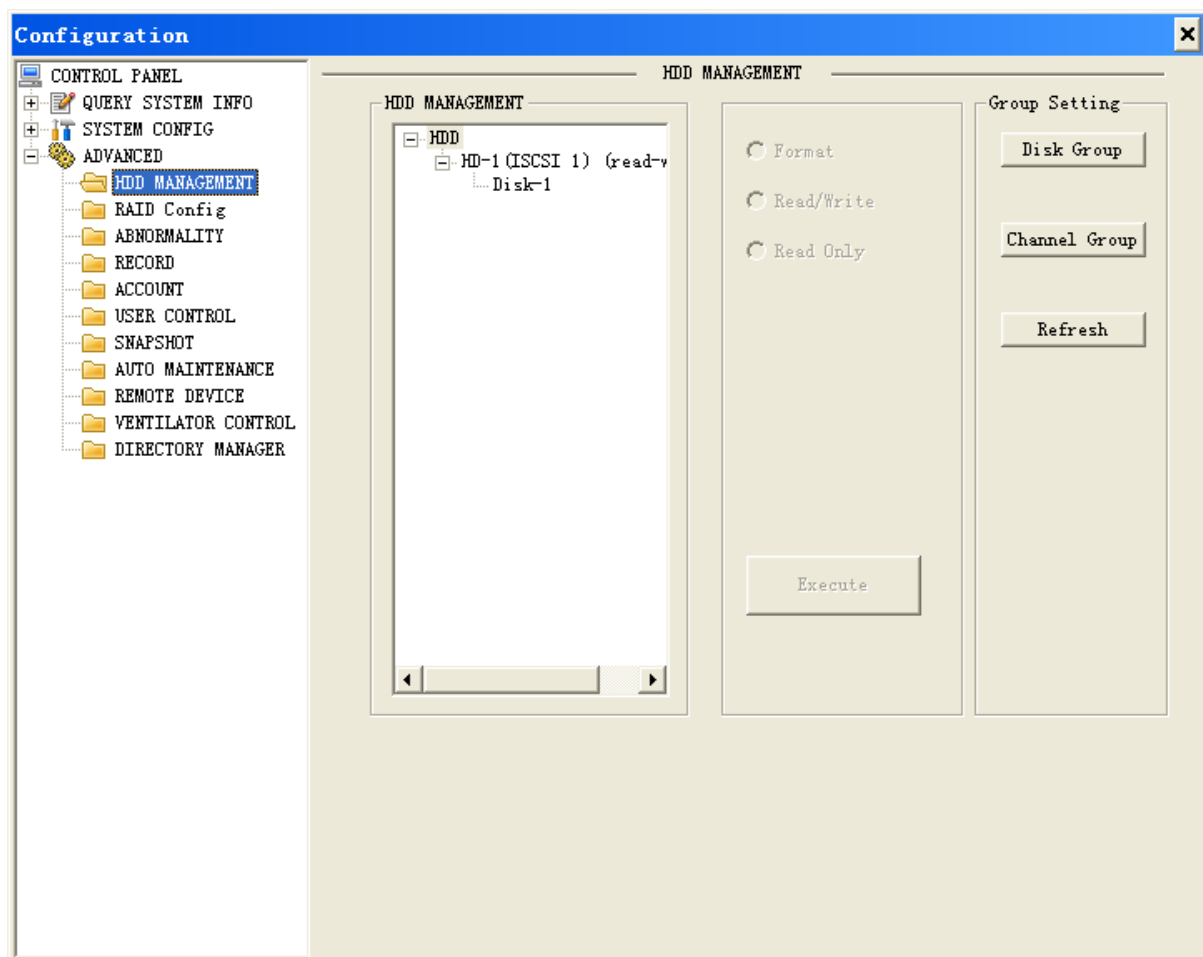 Configuration
CONTROL PANEL
QUERY SYSTEM INFO
SYSTEM CONFIG
ADVANCED
HDD MANAGEMENT
RAID Config
ABNORMALITY
RECORD
ACCOUNT
USER CONTROL
SNAPSHOT
AUTO MAINTENANCE
REMOTE DEVICE
VENTILATOR CONTROL
DIRECTORY MANAGER
HDD MANAGEMENT
HDD MANAGEMENT
HDD
HD-1(ISCSI 1) (read-w
Disk-1
Format
Read/Write
Read Only
Execute
Group Setting
Disk Group
Channel Group
Refresh